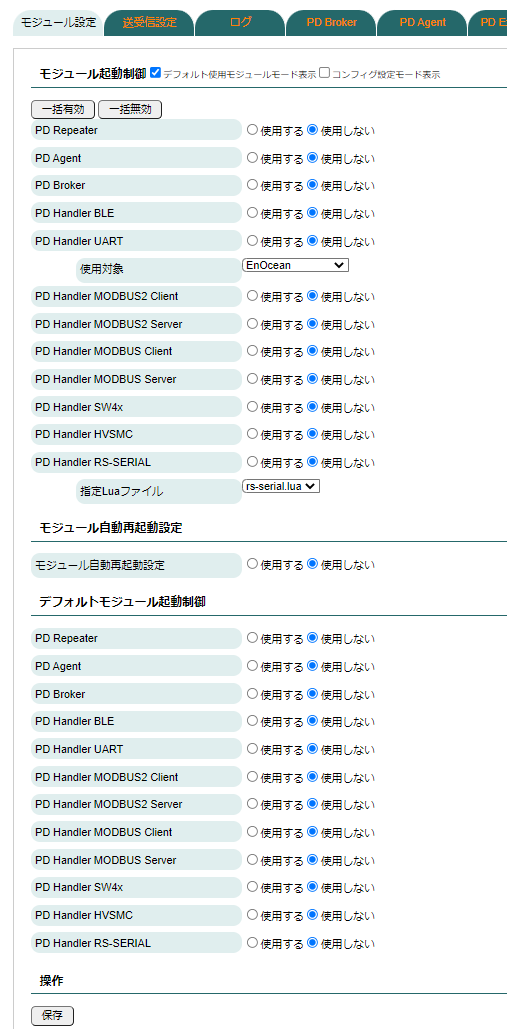 モジュール設定 送受信設定 ログ PD Broker PD Agent PD E
モジュール起動制御 デフォルト使用モジュールモード表示 コンフィグ設定モード表示
一括有効 一括無効
PD Repeater 使用する 使用しない
PD Agent 使用する 使用しない
PD Broker 使用する 使用しない
PD Handler BLE 使用する 使用しない
PD Handler UART 使用する 使用しない
使用対象 EnOcean
PD Handler MODBUS2 Client 使用する 使用しない
PD Handler MODBUS2 Server 使用する 使用しない
PD Handler MODBUS Client 使用する 使用しない
PD Handler MODBUS Server 使用する 使用しない
PD Handler SW4x 使用する 使用しない
PD Handler HVSMC 使用する 使用しない
PD Handler RS-SERIAL 使用する 使用しない
指定Luaファイル rs-serial.lua
モジュール自動再起動設定
モジュール自動再起動設定 使用する 使用しない
デフォルトモジュール起動制御
PD Repeater 使用する 使用しない
PD Agent 使用する 使用しない
PD Broker 使用する 使用しない
PD Handler BLE 使用する 使用しない
PD Handler UART 使用する 使用しない
PD Handler MODBUS2 Client 使用する 使用しない
PD Handler MODBUS2 Server 使用する 使用しない
PD Handler MODBUS Client 使用する 使用しない
PD Handler MODBUS Server 使用する 使用しない
PD Handler SW4x 使用する 使用しない
PD Handler HVSMC 使用する 使用しない
PD Handler RS-SERIAL 使用する 使用しない
操作
保存